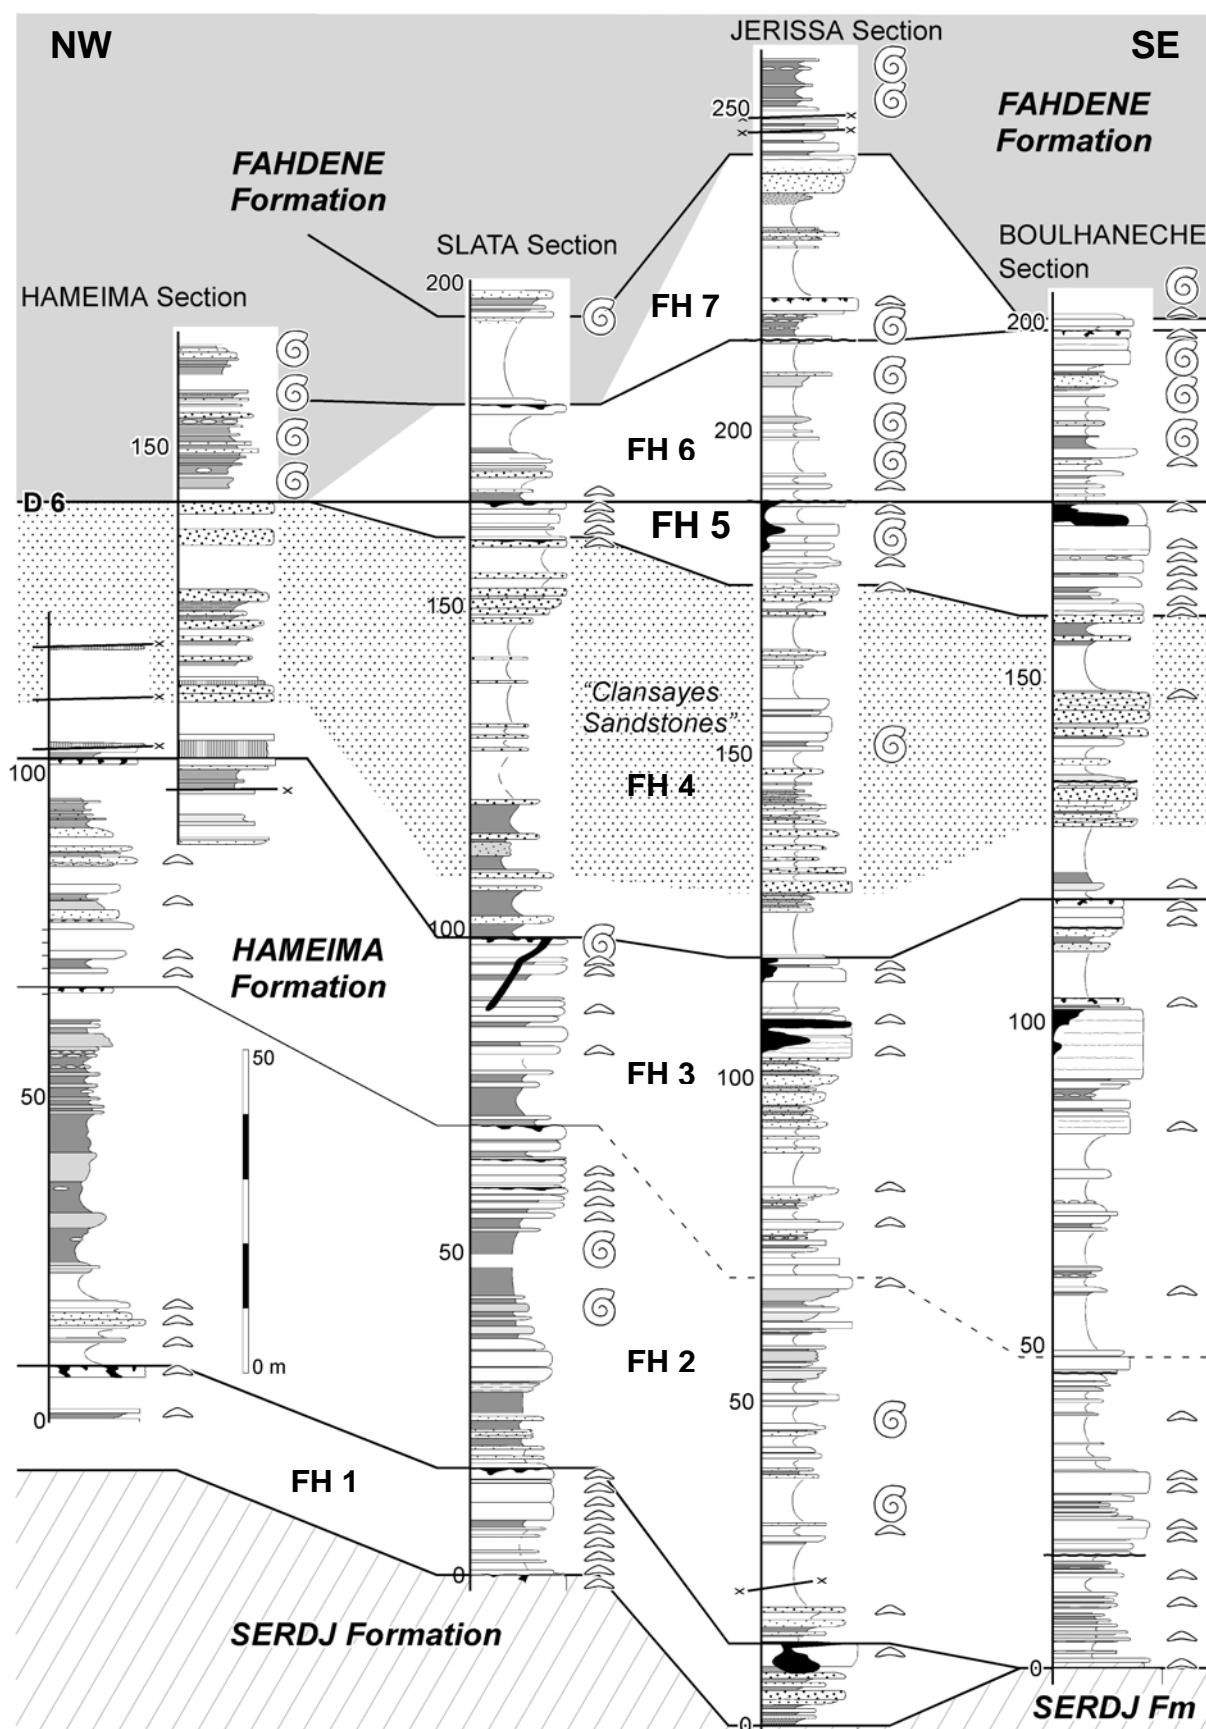 NW
JERISSA Section
SE
FAHDENE
Formation
250
FAHDENE
Formation
SLATA Section
BOULHANECHE
Section
HAMEIMA Section
200
FH 7
200
150
200
FH 6
D 6
FH 5
150
"Clansayes
Sandstones"
150
150
100
FH 4
100
HAMEIMA
Formation
100
50
FH 3
100
50
50
50
FH 2
0 m
50
0
FH 1
0
SERDJ Formation
0
SERDJ Fm
0